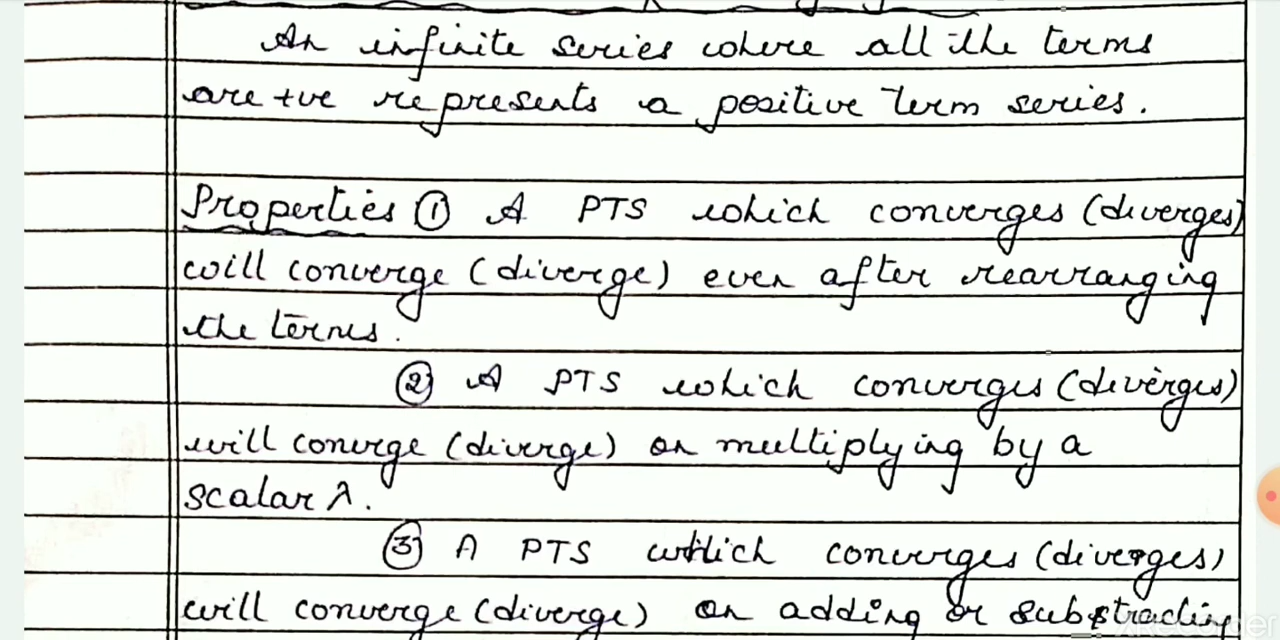 An infinite series where all the terms
are +ve represents a positive term series.
Properties ① A PTS which converges (diverges)
will converge (diverge) even after rearranging
the terms.
② A PTS which converges (diverges)
will converge (diverge) on multiplying by a
scalar λ.
③ A PTS which converges (diverges)
will converge (diverge) on adding or substracting